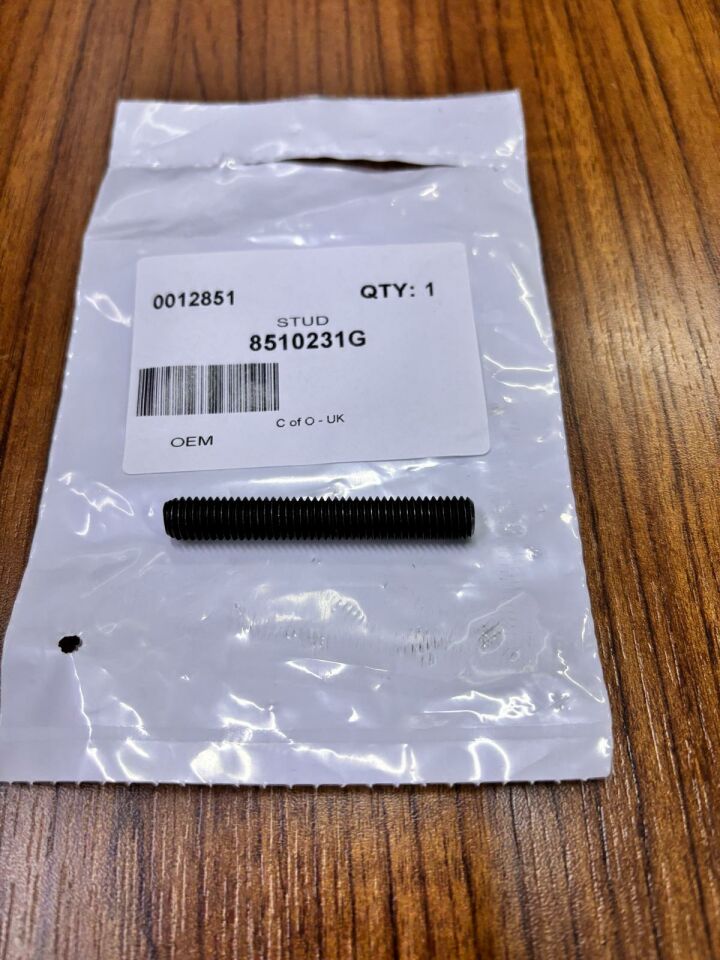 0012851 QTY: 1
STUD
8510231G
C of O - UK
OEM